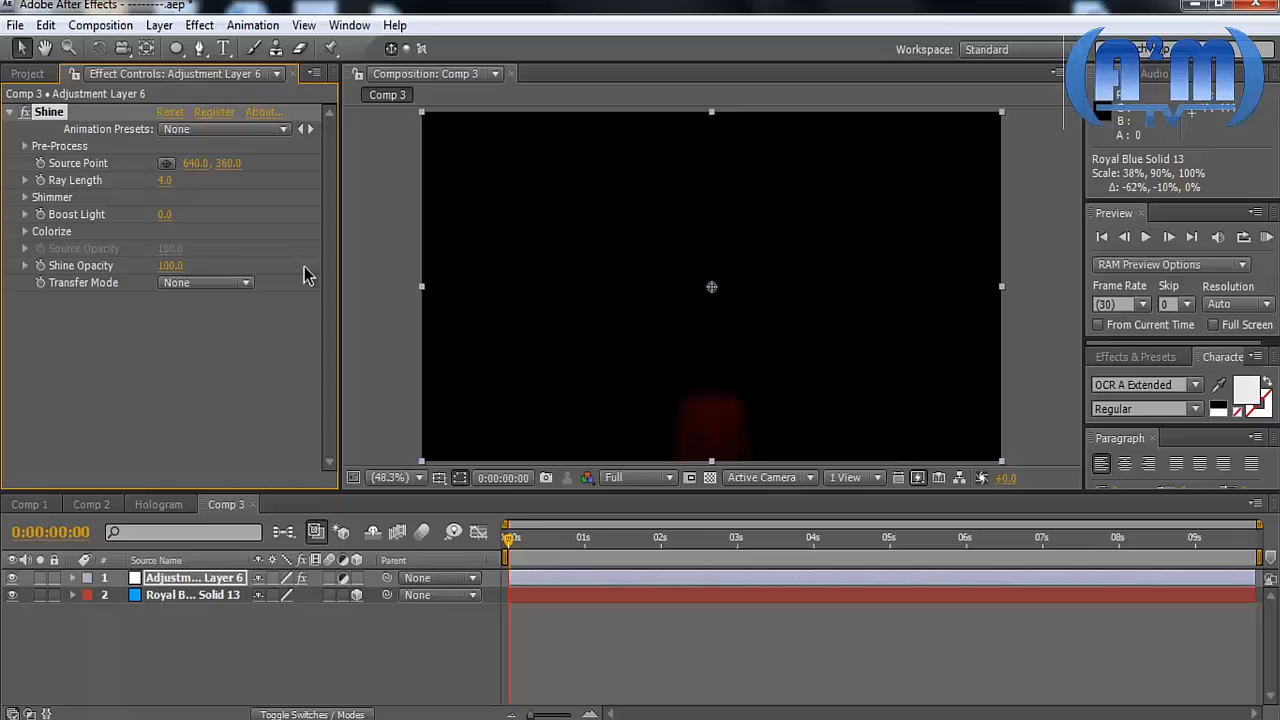 Adobe After Effects - --------.aep *
File Edit Composition Layer Effect Animation View Window Help
Workspace: Standard
A2M
TV
Project Effect Controls: Adjustment Layer 6
Composition: Comp 3
Audio
Comp 3 • Adjustment Layer 6
Comp 3
fx Shine Reset Register About...
Animation Presets: None
Pre-Process
Source Point 640.0, 360.0
Ray Length 4.0
Shimmer
Boost Light 0.0
Colorize
Source Opacity 100.0
Shine Opacity 100.0
Transfer Mode None
B :
A : 0
Royal Blue Solid 13
Scale: 38%, 90%, 100%
Δ: -62%, -10%, 0%
Preview
RAM Preview Options
Frame Rate Skip Resolution
(30) 0 Auto
From Current Time Full Screen
Effects & Presets Characte
OCR A Extended
Regular
Paragraph
(48.3%) 0:00:00:00 Full Active Camera 1 View +0.0
Comp 1 Comp 2 Hologram Comp 3
0:00:00:00
01s 02s 03s 04s 05s 06s 07s 08s 09s
# Source Name Parent
1 Adjustm... Layer 6 None
2 Royal B... Solid 13 None
Toggle Switches / Modes